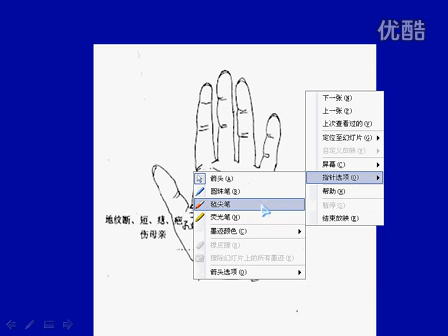 优酷
下一张(N)
上一张(P)
上次查看过的(V)
定位至幻灯片(G)
自定义放映(W)
屏幕(C)
指针选项(O)
帮助(H)
暂停(S)
结束放映(E)
箭头(A)
圆珠笔(B)
毡尖笔
荧光笔(H)
墨迹颜色(C)
橡皮擦(R)
擦除幻灯片上的所有墨迹(E)
箭头选项(O)
地纹断、短、痣、疤
伤母亲